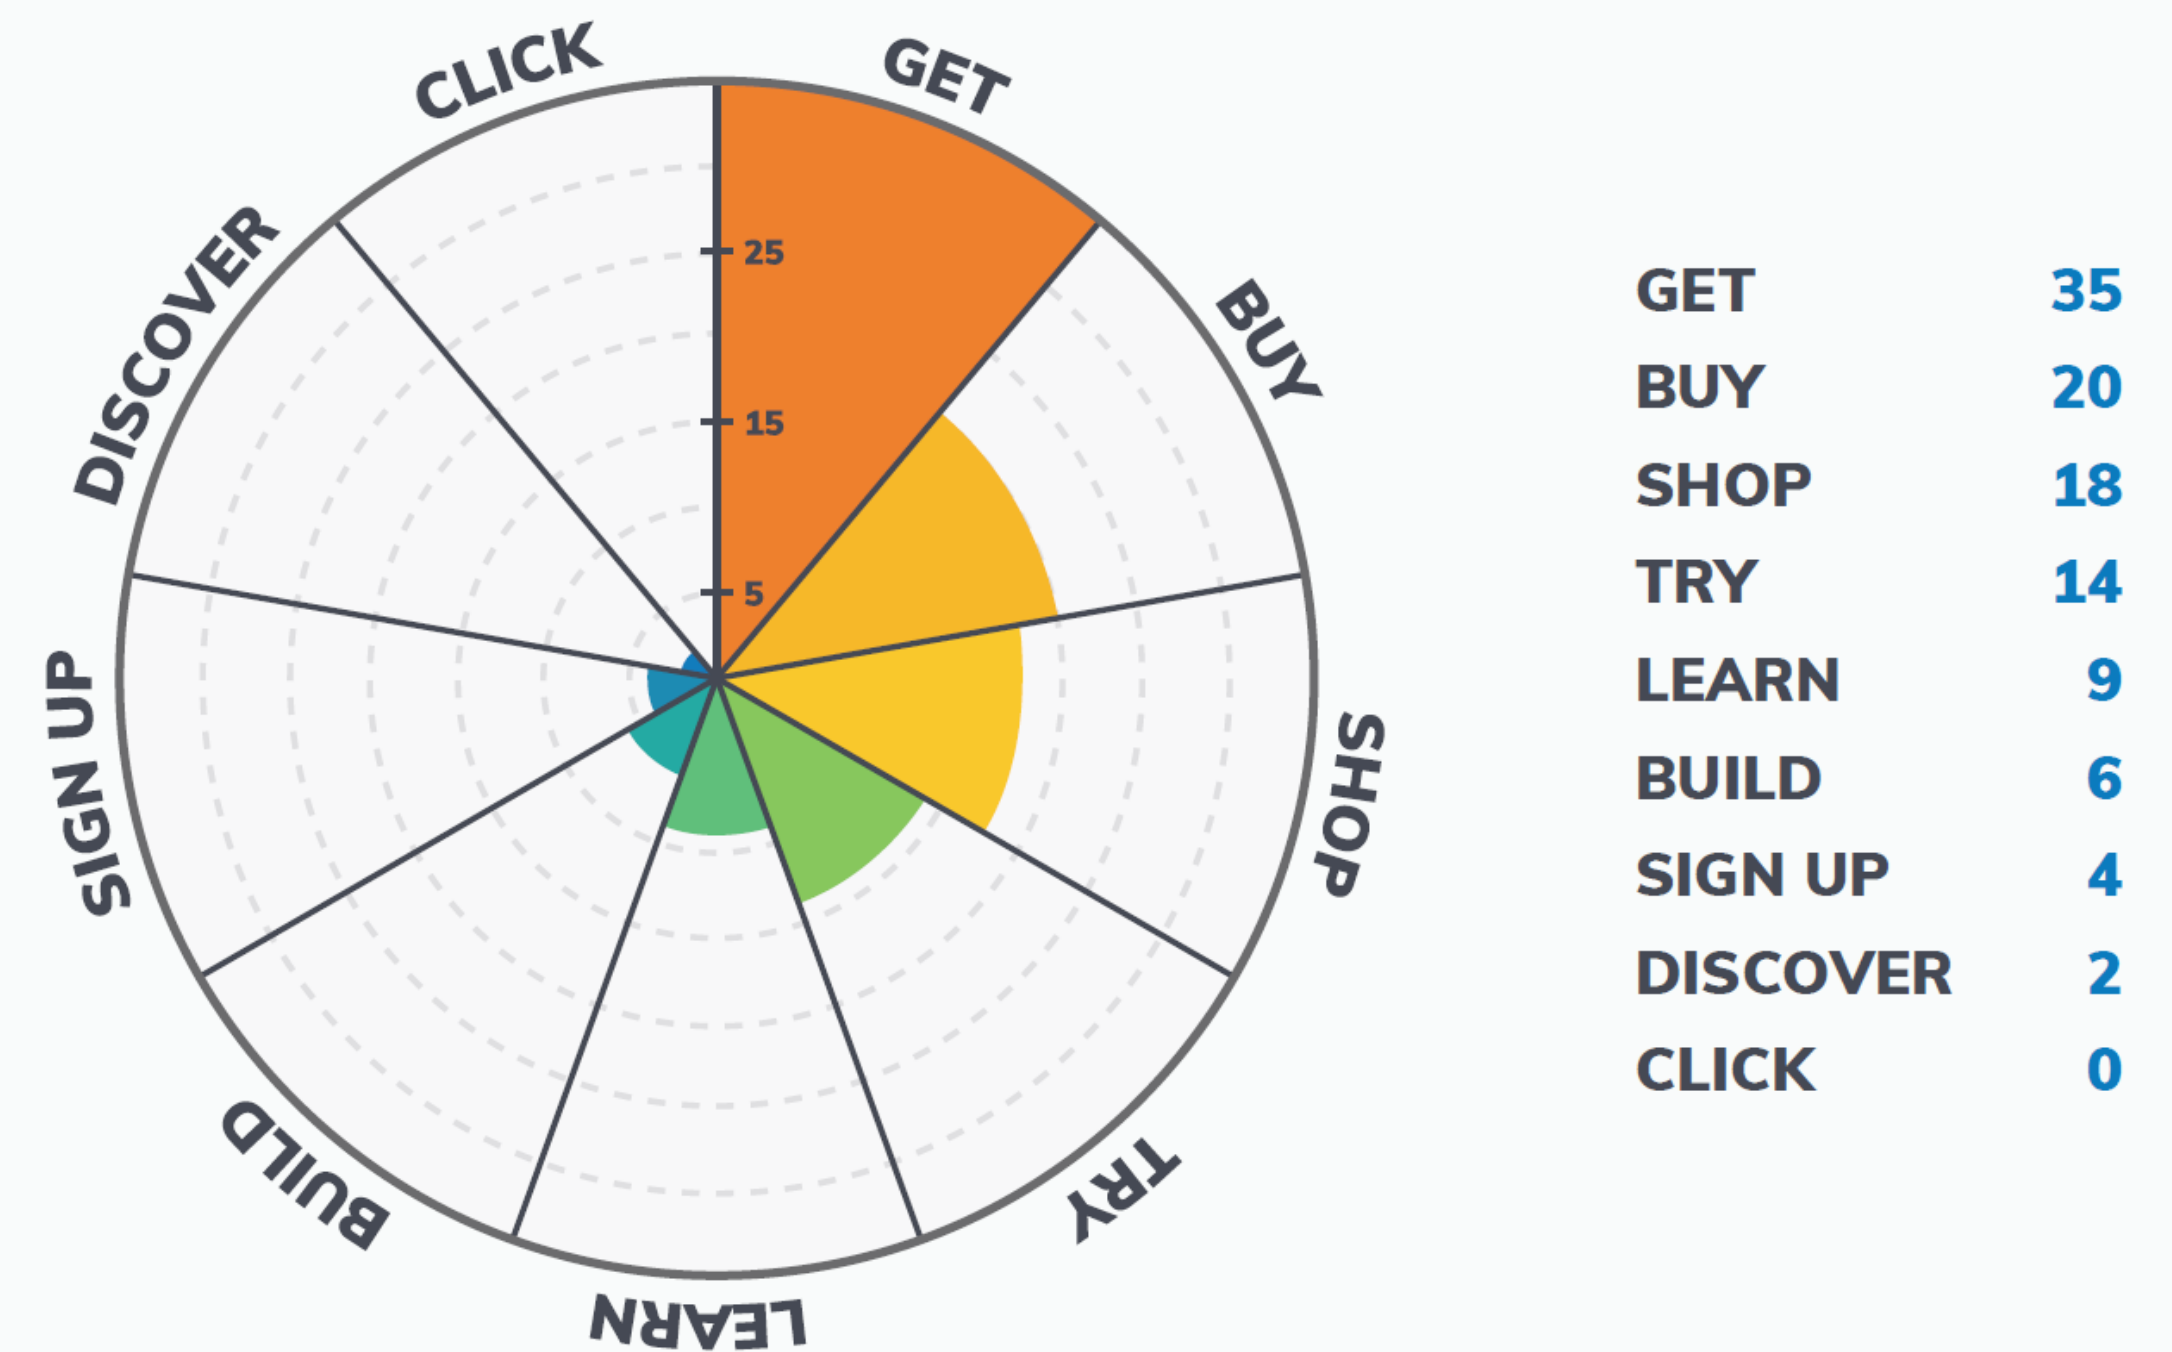 CLICK
GET
DISCOVER
BUY
SIGN UP
SHOP
BUILD
TRY
LEARN
25
15
5
GET 35
BUY 20
SHOP 18
TRY 14
LEARN 9
BUILD 6
SIGN UP 4
DISCOVER 2
CLICK 0